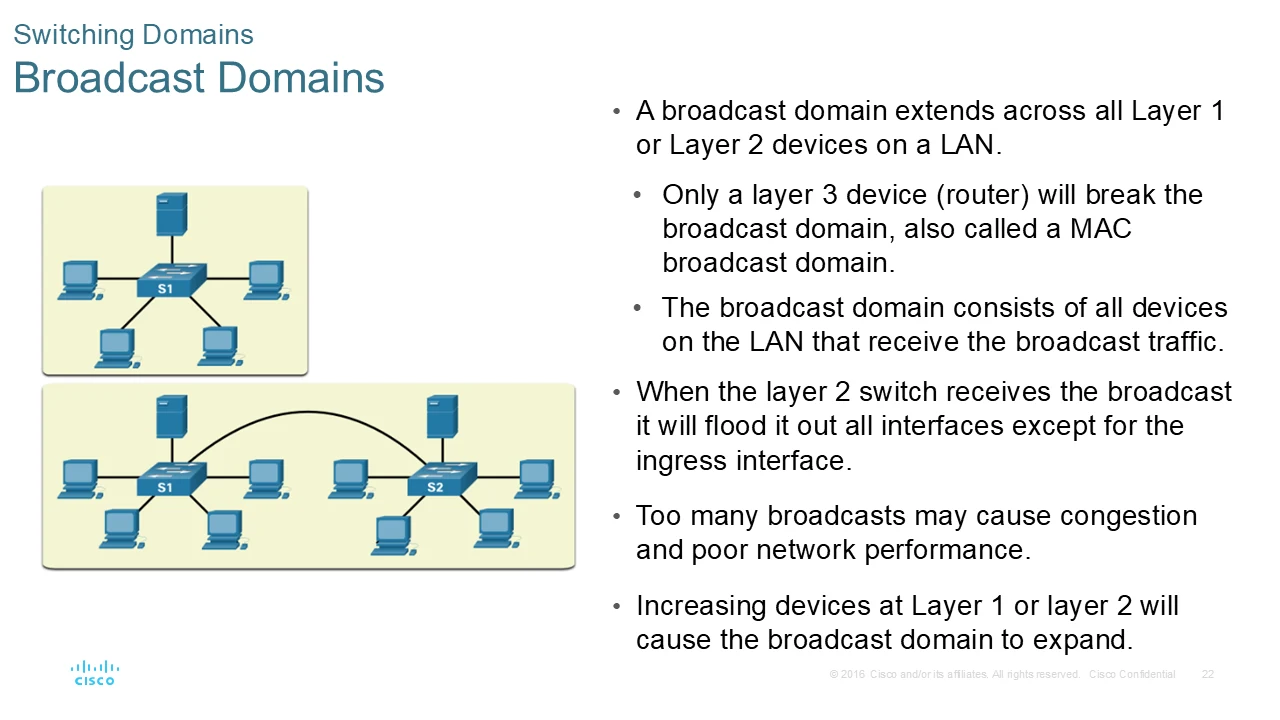 Switching Domains
Broadcast Domains
• A broadcast domain extends across all Layer 1
or Layer 2 devices on a LAN.
• Only a layer 3 device (router) will break the
broadcast domain, also called a MAC
broadcast domain.
• The broadcast domain consists of all devices
on the LAN that receive the broadcast traffic.
• When the layer 2 switch receives the broadcast
it will flood it out all interfaces except for the
ingress interface.
• Too many broadcasts may cause congestion
and poor network performance.
• Increasing devices at Layer 1 or layer 2 will
cause the broadcast domain to expand.
S1
S1
S2
CISCO
© 2016 Cisco and/or its affiliates. All rights reserved. Cisco Confidential
22